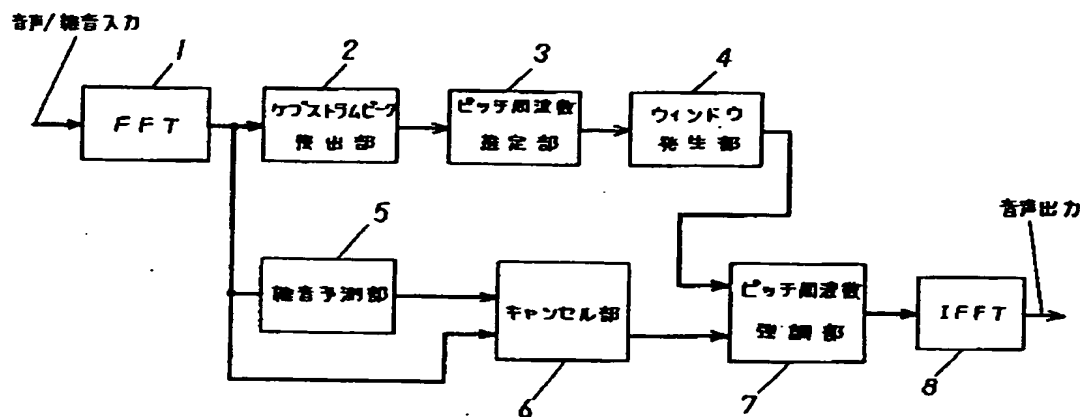 音声/雑音入力
1
2
3
4
FFT
ケプストラムピーク
検出部
ピッチ周波数
推定部
ウィンドウ
発生部
5
音声出力
雑音予測部
キャンセル部
ピッチ周波数
強調部
IFFT
6
7
8